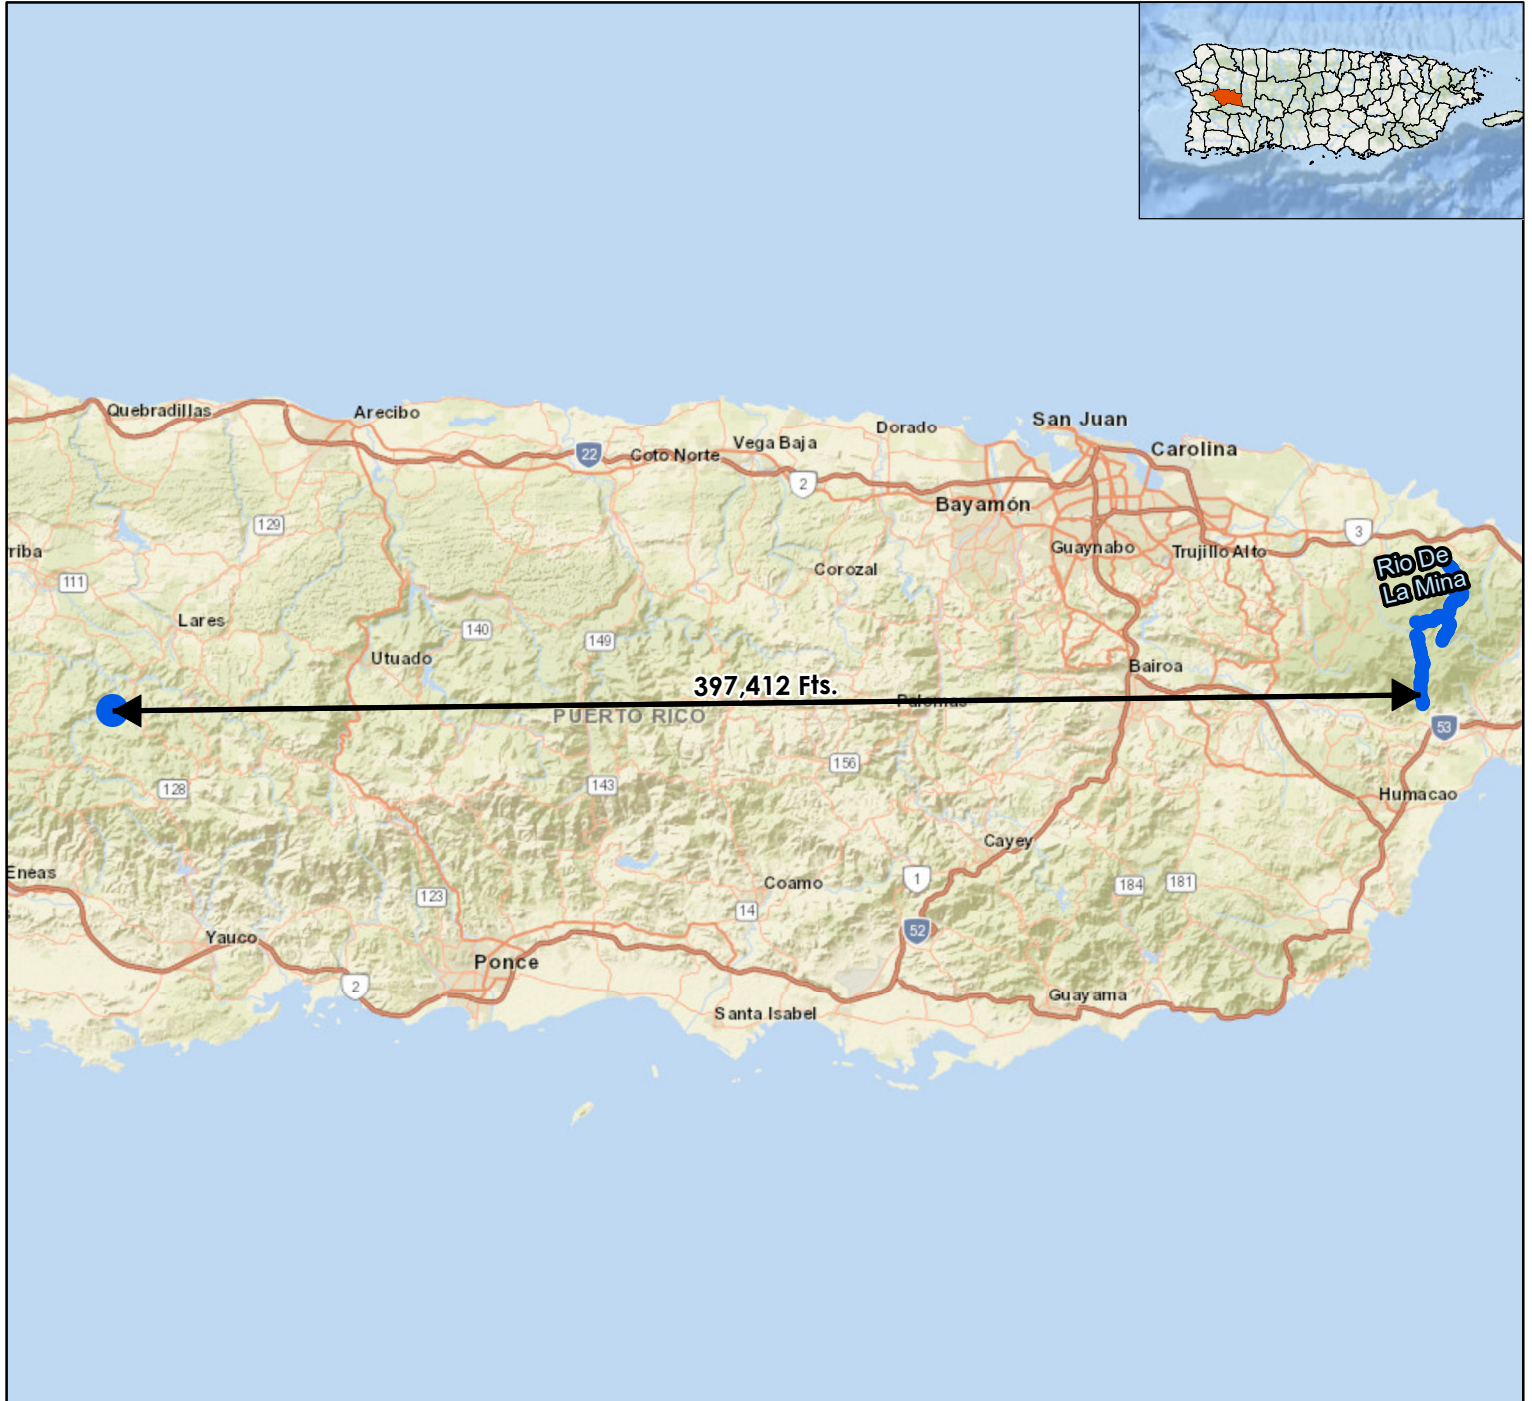 Quebradillas
Arecibo
San Juan
Dorado
Carolina
Vega Baja
22
Coto Norte
2
Bayamón
129
3
riba
Guaynabo
Trujillo Alto
Rio De
La Mina
111
Corozal
Lares
140
149
Utuado
Bairoa
397,412 Fts.
Palomas
PUERTO RICO
53
156
128
143
Humacao
Cayey
Eneas
1
Coamo
184
181
123
14
52
Yauco
Ponce
2
Guayama
Santa Isabel